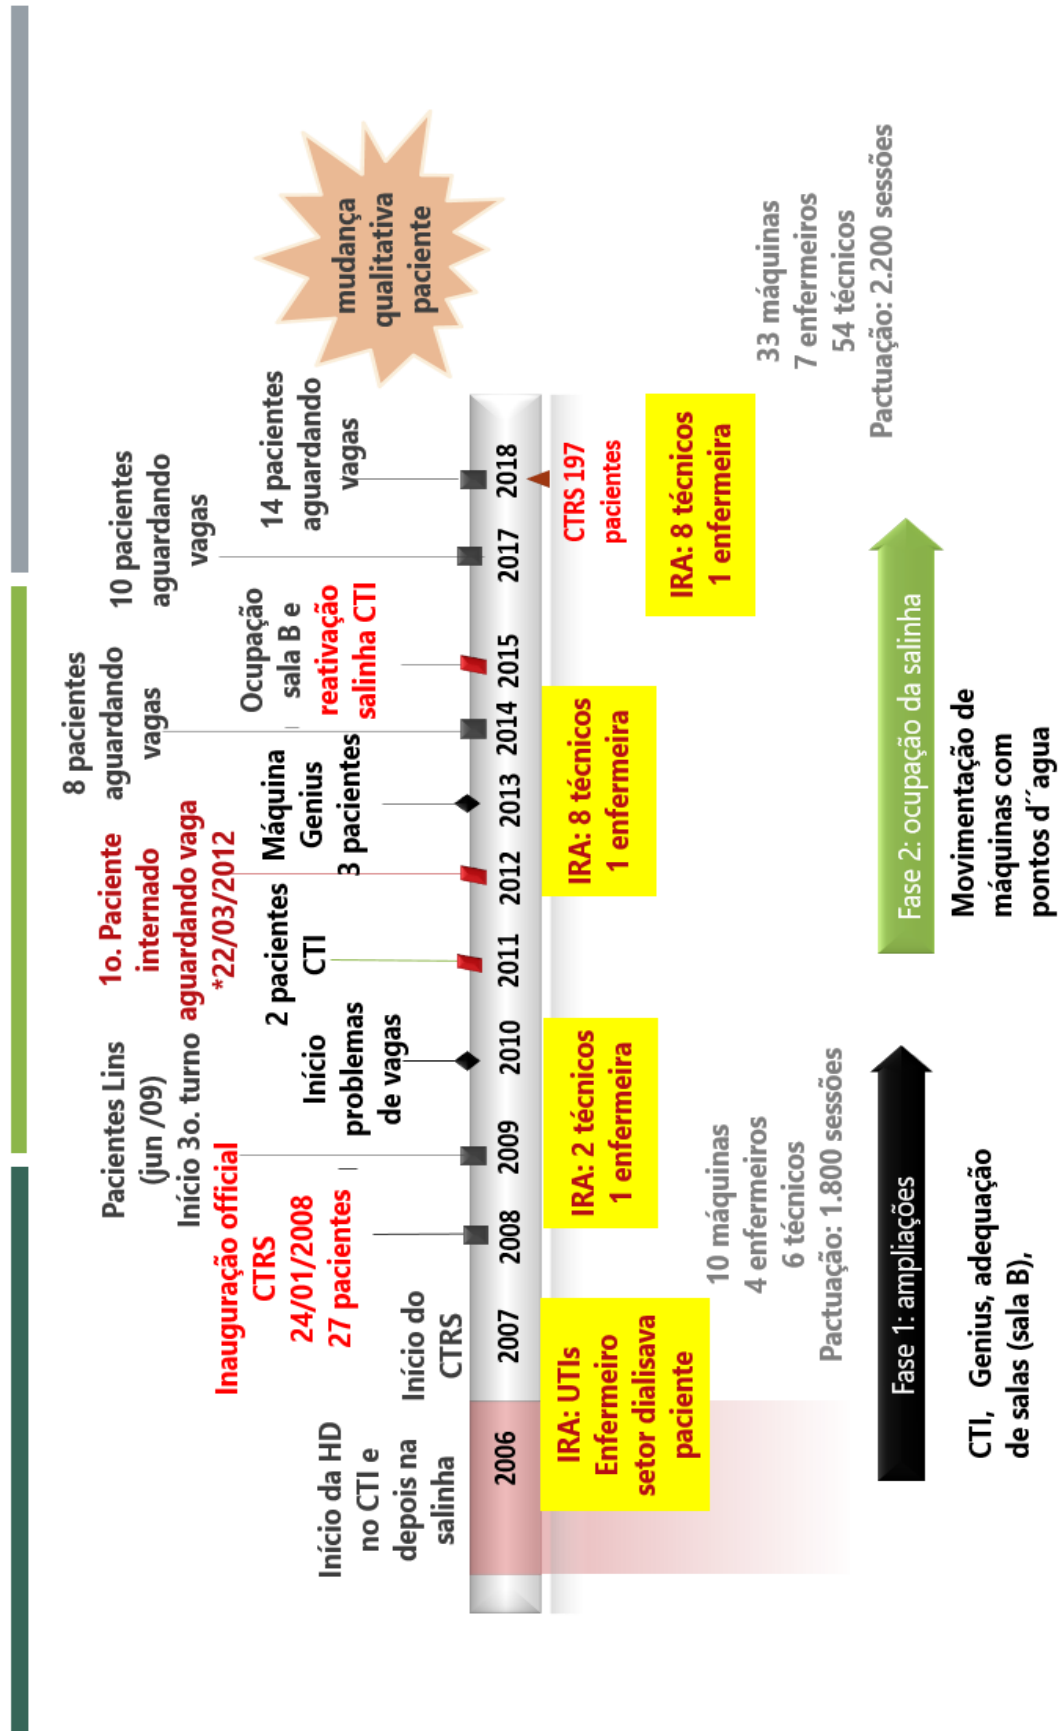 Início da HD
no CTI e
depois na
salinha
Início do
CTRS
Inauguração official
CTRS
24/01/2008
27 pacientes
Pacientes Lins
(jun /09)
Início 3o. turno
Início
problemas
de vagas
2 pacientes
CTI
1o. Paciente
internado
aguardando vaga
*22/03/2012
Máquina
Genius
3 pacientes
8 pacientes
aguardando
vagas
Ocupação
sala B e
reativação
salinha CTI
10 pacientes
aguardando
vagas
14 pacientes
aguardando
vagas
mudança
qualitativa
paciente
2006
2007
2008
2009
2010
2011
2012
2013
2014
2015
2017
2018
IRA: UTIs
Enfermeiro
setor dialisava
paciente
IRA: 2 técnicos
1 enfermeira
IRA: 8 técnicos
1 enfermeira
CTRS 197
pacientes
IRA: 8 técnicos
1 enfermeira
10 máquinas
4 enfermeiros
6 técnicos
Pactuação: 1.800 sessões
33 máquinas
7 enfermeiros
54 técnicos
Pactuação: 2.200 sessões
Fase 1: ampliações
Fase 2: ocupação da salinha
CTI, Genius, adequação
de salas (sala B),
Movimentação de
máquinas com
pontos d´´agua